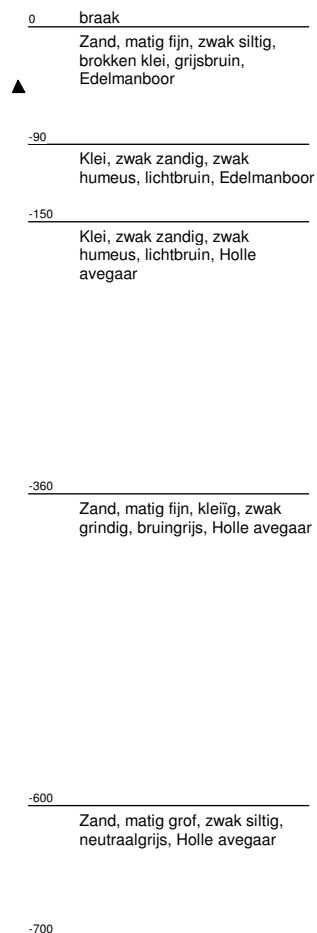 0 braak
Zand, matig fijn, zwak siltig,
brokken klei, grijsbruin,
Edelmanboor
-90
Klei, zwak zandig, zwak
humeus, lichtbruin, Edelmanboor
-150
Klei, zwak zandig, zwak
humeus, lichtbruin, Holle
avegaar
-360
Zand, matig fijn, kleiïg, zwak
grindig, bruingrijs, Holle avegaar
-600
Zand, matig grof, zwak siltig,
neutraalgrijs, Holle avegaar
-700